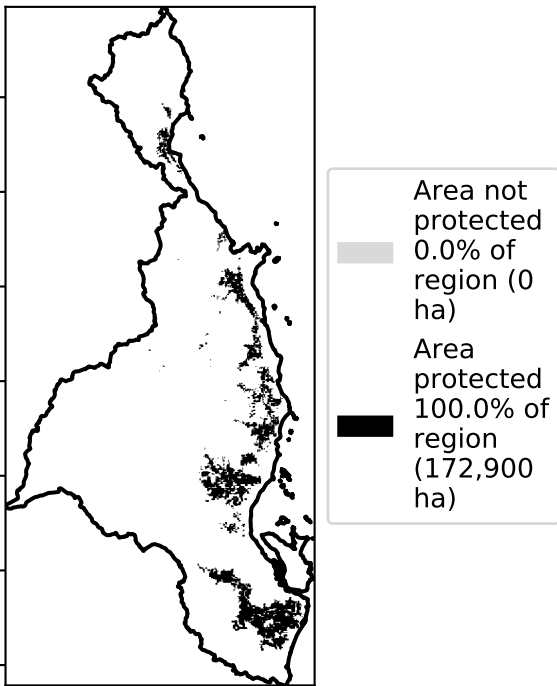 Area not
protected
0.0% of
region (0
ha)
Area
protected
100.0% of
region
(172,900
ha)